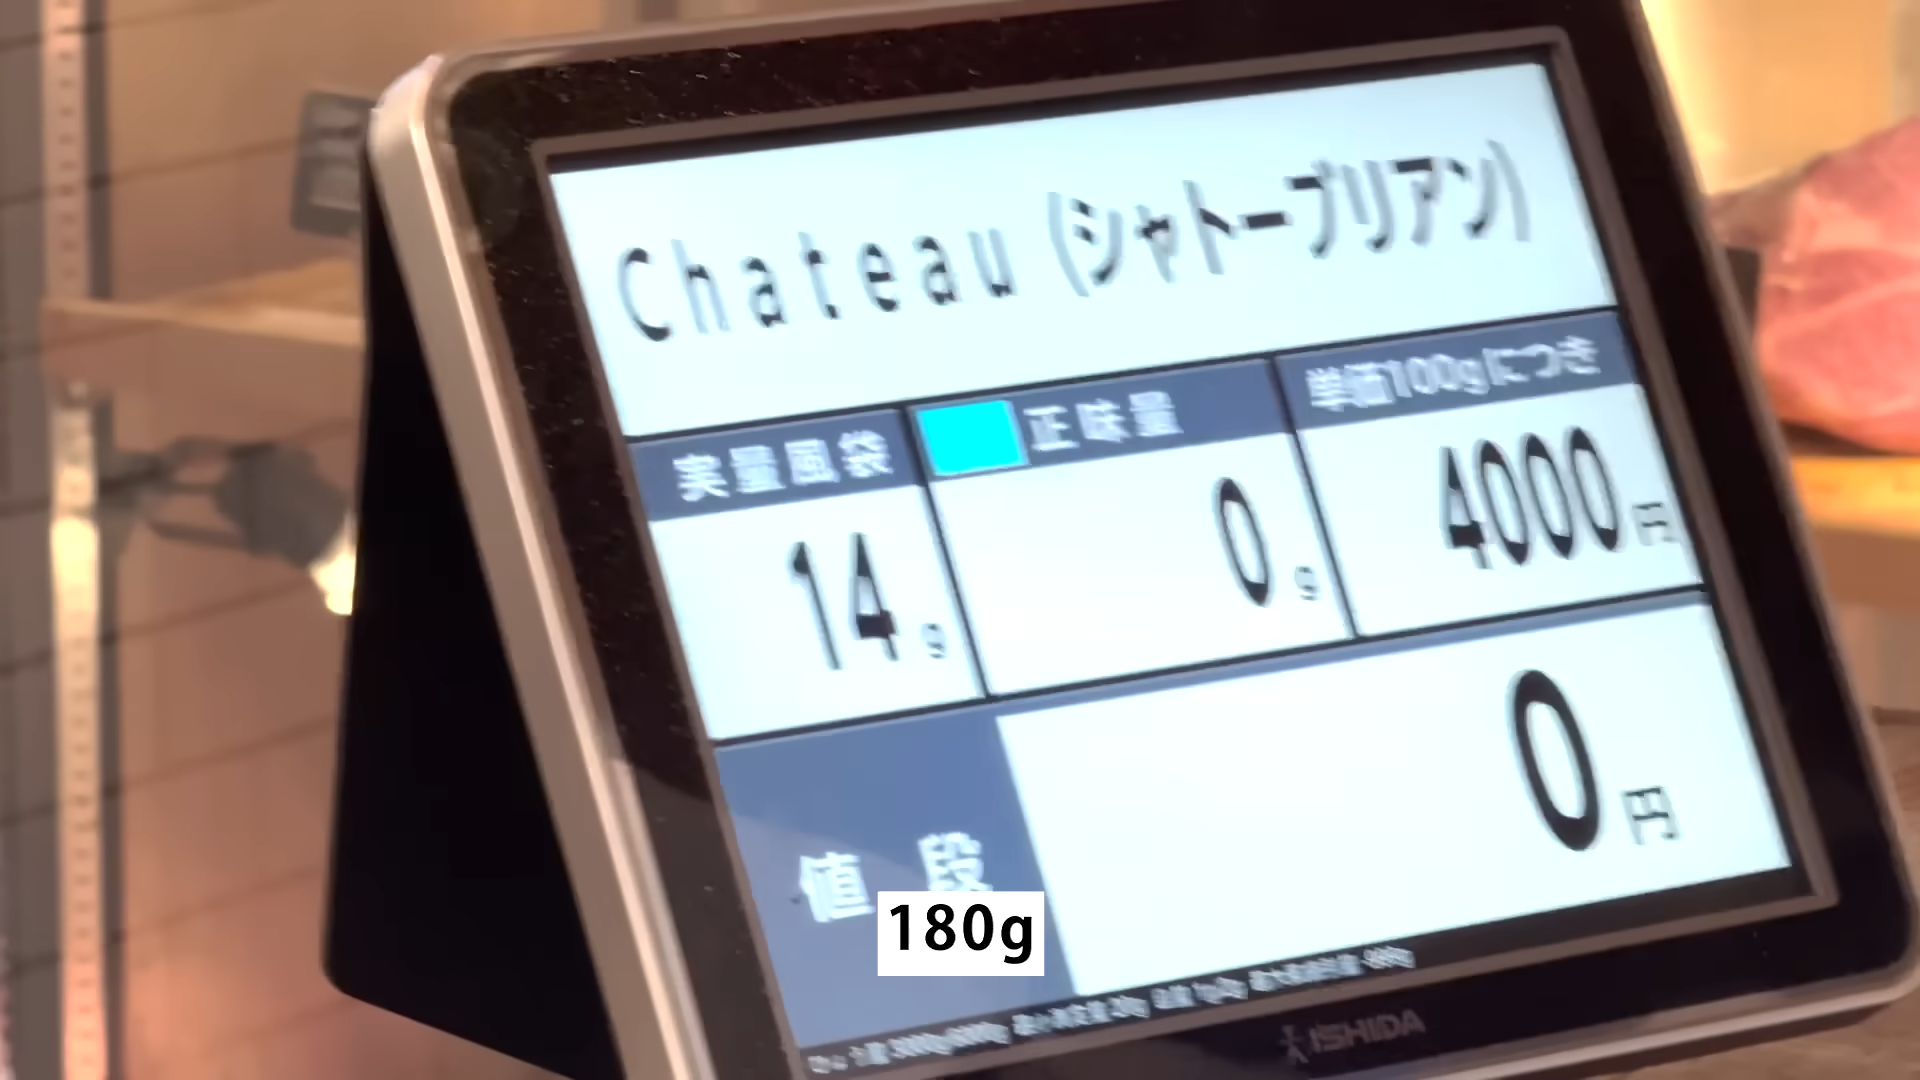 Chateau (シャトーブリアン)
実量風袋 正味量 単価100gにつき
14g 0g 4000円
値段 0円
180g
ISHIDA